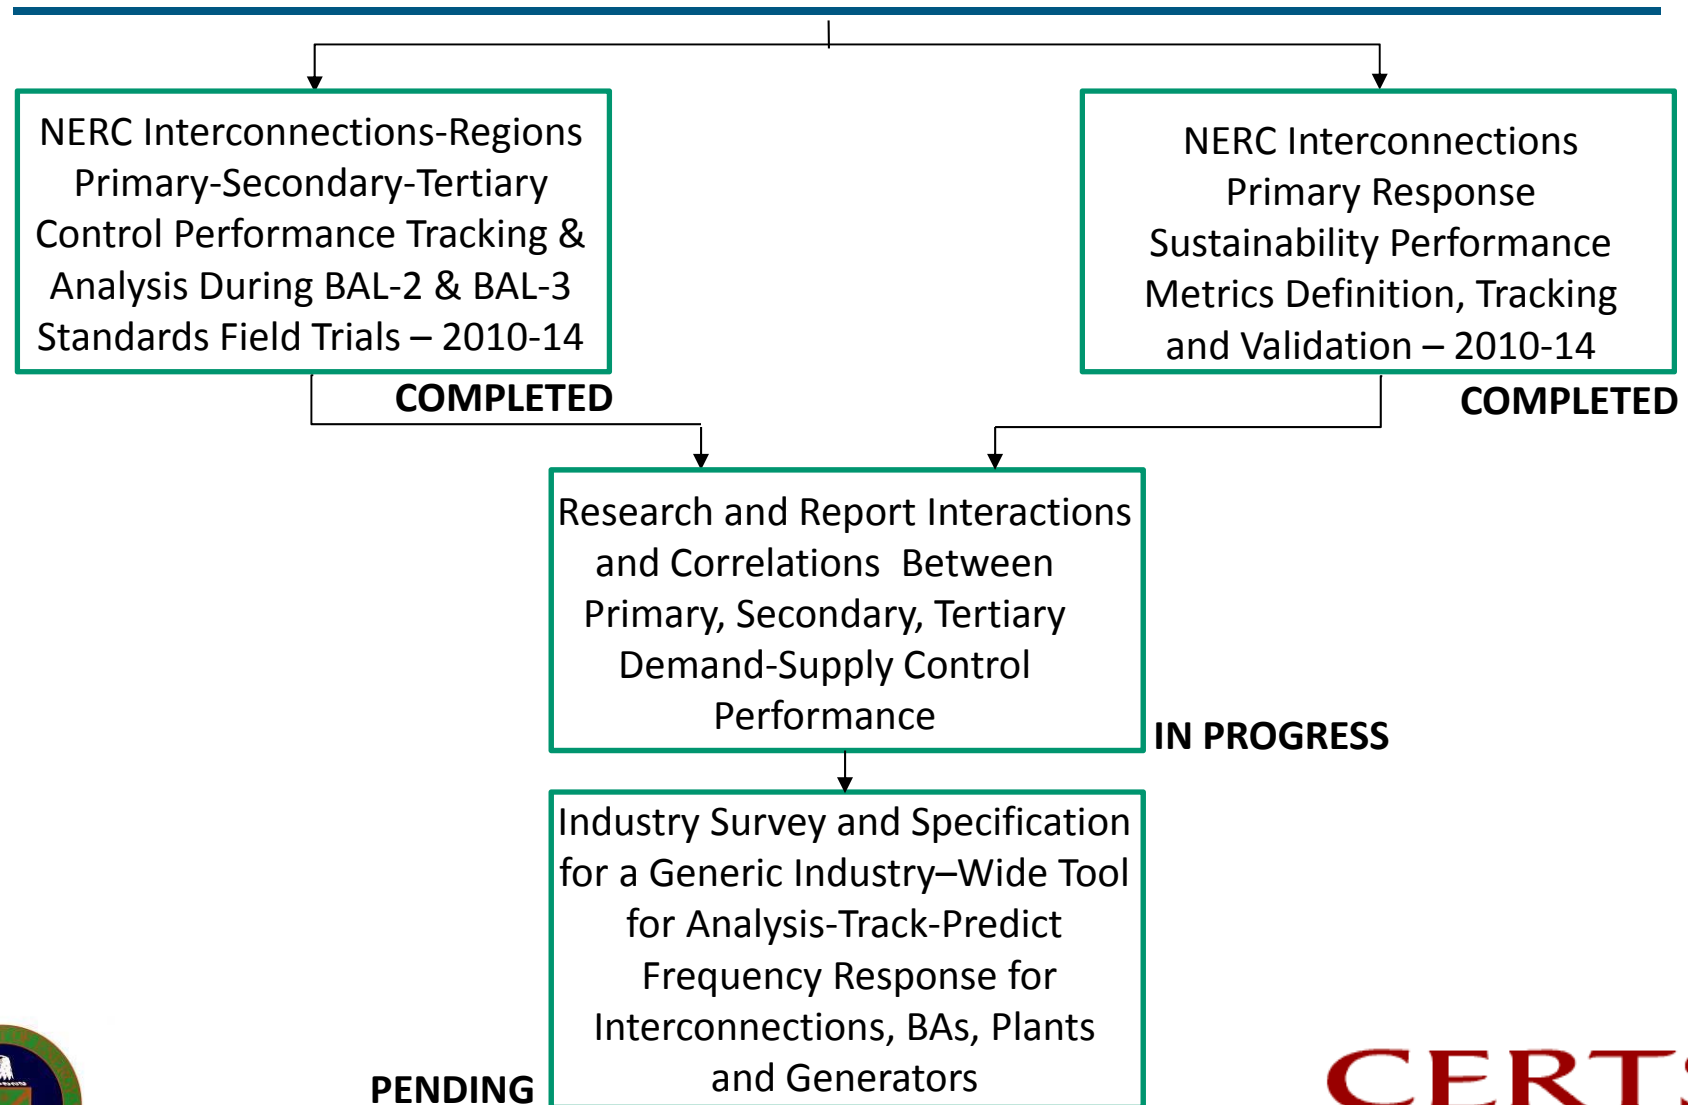 NERC Interconnections-Regions
Primary-Secondary-Tertiary
Control Performance Tracking &
Analysis During BAL-2 & BAL-3
Standards Field Trials – 2010-14
COMPLETED
NERC Interconnections
Primary Response
Sustainability Performance
Metrics Definition, Tracking
and Validation – 2010-14
COMPLETED
Research and Report Interactions
and Correlations Between
Primary, Secondary, Tertiary
Demand-Supply Control
Performance
IN PROGRESS
Industry Survey and Specification
for a Generic Industry–Wide Tool
for Analysis-Track-Predict
Frequency Response for
Interconnections, BAs, Plants
and Generators
PENDING
CERTS